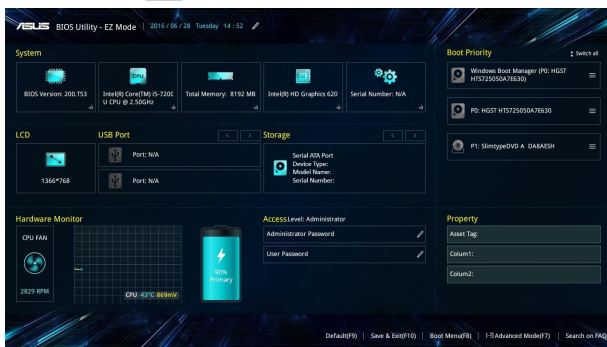 ASUS BIOS Utility - EZ Mode 2016 / 06 / 28 Tuesday 14 : 52
System
BIOS Version: 200.T53
CPU
Intel(R) Core(TM) i5-7200
U CPU @ 2.50GHz
Total Memory: 8192 MB
Intel(R) HD Graphics 620
Serial Number: N/A
Boot Priority
Switch all
Windows Boot Manager (P0: HGST
HTS725050A7E630)
P0: HGST HTS725050A7E630
P1: SlimtypeDVD A DA8AESH
LCD
1366*768
USB Port
Port: N/A
Port: N/A
Storage
Serial ATA Port
Device Type:
Model Name:
Serial Number:
Hardware Monitor
CPU FAN
2829 RPM
CPU 43°C 869mV
90%
Primary
Access Level: Administrator
Administrator Password
User Password
Property
Asset Tag:
Colum1:
Colum2:
Default(F9) | Save & Exit(F10) | Boot Menu(F8) | Advanced Mode(F7) | Search on FAQ